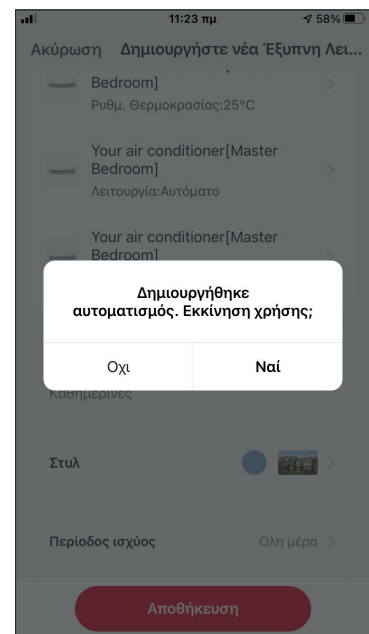 11:23 πμ
58%
Ακύρωση Δημιουργήστε νέα Έξυπνη Λει...
Bedroom]
Ρυθμ. Θερμοκρασίας:25°C
Your air conditioner[Master
Bedroom]
Λειτουργία:Αυτόματο
Your air conditioner[Master
Bedroom]
Δημιουργήθηκε
αυτοματισμός. Εκκίνηση χρήσης;
Οχι
Ναί
Καθημερινές
Στυλ
Περίοδος ισχύος
Ολη μέρα
Αποθήκευση